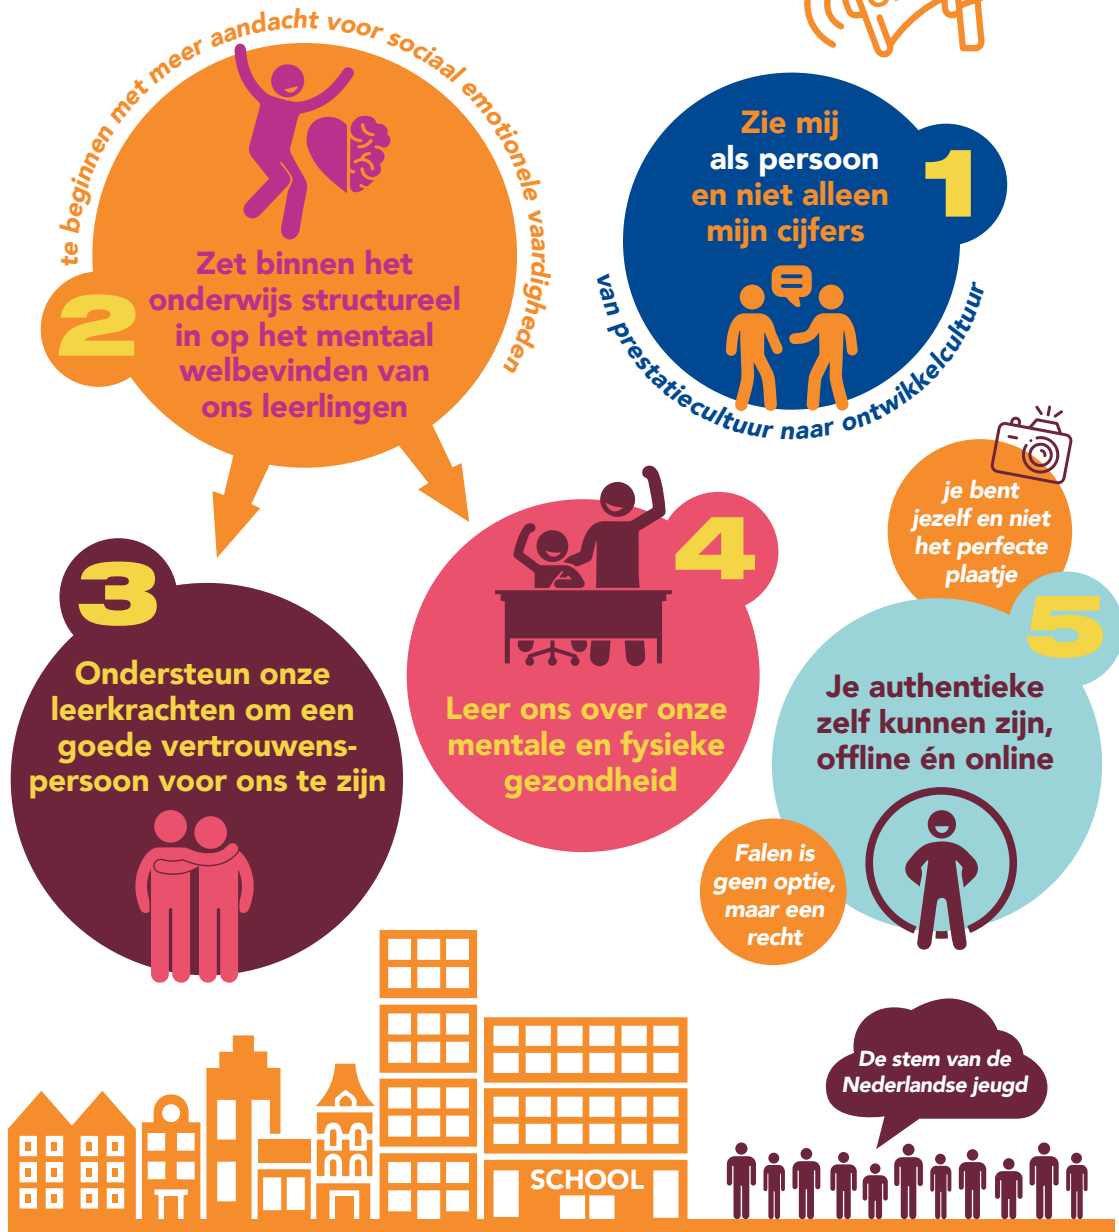 1
Zie mij
als persoon
en niet alleen
mijn cijfers
van prestatiecultuur naar ontwikkelcultuur
te beginnen met meer aandacht voor sociaal emotionele vaardigheden
2
Zet binnen het
onderwijs structureel
in op het mentaal
welbevinden van
ons leerlingen
3
Ondersteun onze
leerkrachten om een
goede vertrouwens-
persoon voor ons te zijn
4
Leer ons over onze
mentale en fysieke
gezondheid
je bent
jezelf en niet
het perfecte
plaatje
5
Je authentieke
zelf kunnen zijn,
offline én online
Falen is
geen optie,
maar een
recht
De stem van de
Nederlandse jeugd
SCHOOL